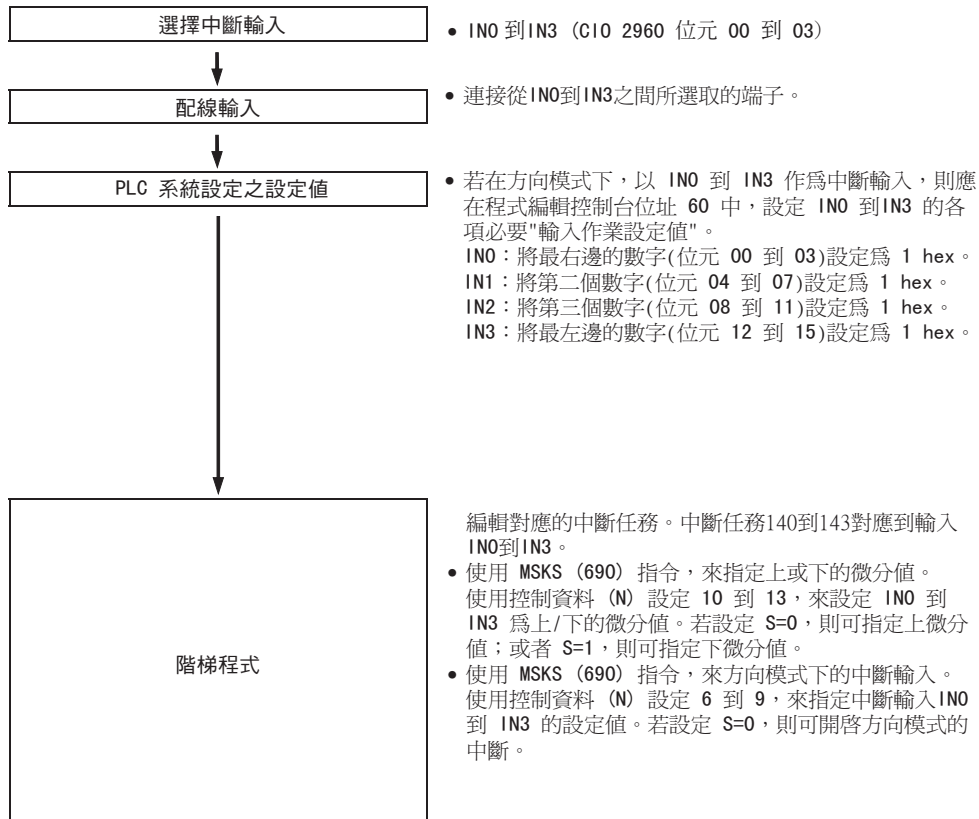 選擇中斷輸入
• IN0 到IN3 (CIO 2960 位元 00 到 03)
配線輸入
• 連接從IN0到IN3之間所選取的端子。
PLC 系統設定之設定值
• 若在方向模式下，以 IN0 到 IN3 作爲中斷輸入，則應
在程式編輯控制台位址 60 中，設定 IN0 到IN3 的各
項必要"輸入作業設定值"。
IN0：將最右邊的數字(位元 00 到 03)設定爲 1 hex。
IN1：將第二個數字(位元 04 到 07)設定爲 1 hex。
IN2：將第三個數字(位元 08 到 11)設定爲 1 hex。
IN3：將最左邊的數字(位元 12 到 15)設定爲 1 hex。
階梯程式
編輯對應的中斷任務。中斷任務140到143對應到輸入
IN0到IN3。
• 使用 MSKS (690) 指令，來指定上或下的微分值。
使用控制資料 (N) 設定 10 到 13，來設定 IN0 到
IN3 爲上/下的微分值。若設定 S=0，則可指定上微分
值；或者 S=1，則可指定下微分值。
• 使用 MSKS (690) 指令，來方向模式下的中斷輸入。
使用控制資料 (N) 設定 6 到 9，來指定中斷輸入IN0
到 IN3 的設定值。若設定 S=0，則可開啓方向模式的
中斷。